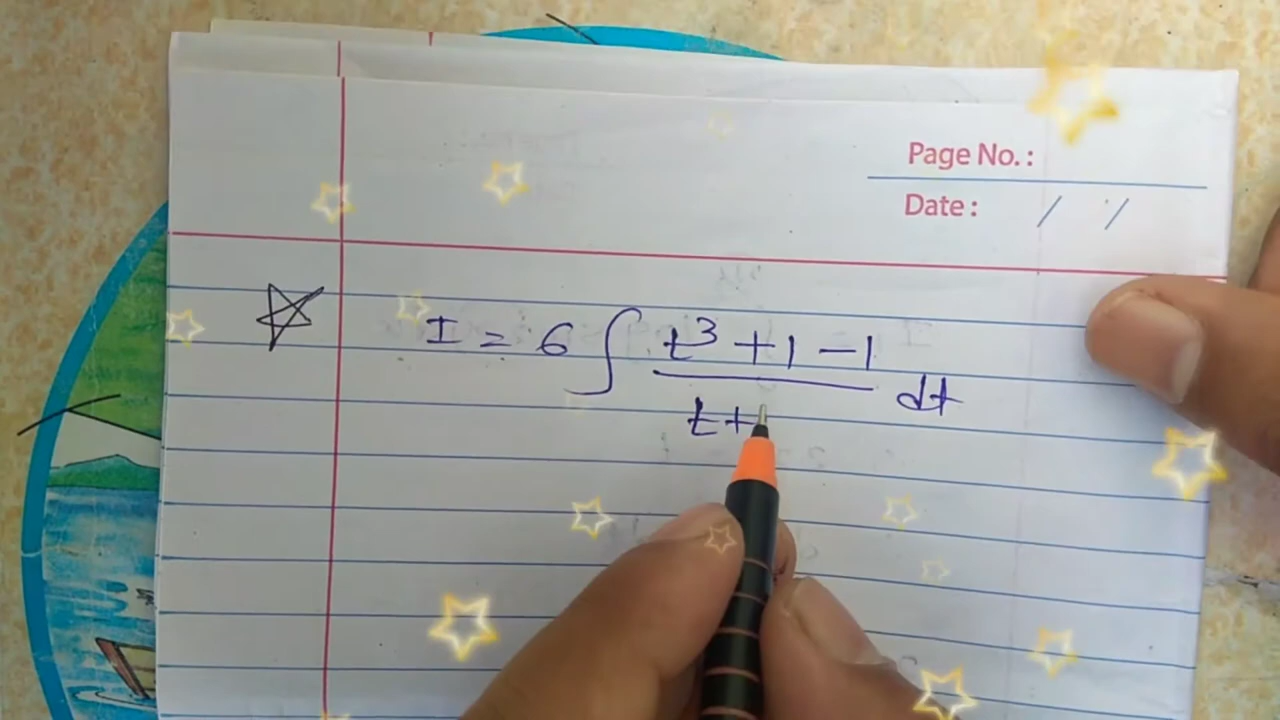 Page No. :
Date : / /
I = 6 ∫ t³ + 1 - 1
t + dt